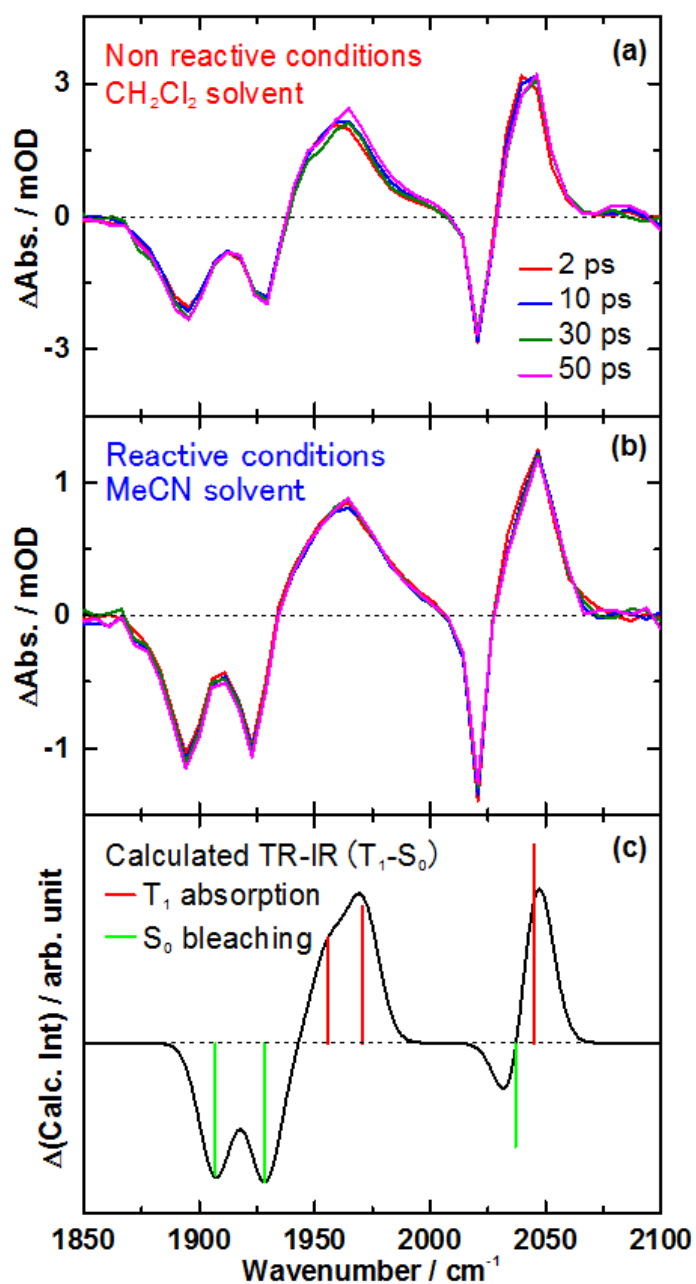 (a)
Non reactive conditions
CH₂Cl₂ solvent
3
0
-3
ΔAbs. / mOD
2 ps
10 ps
30 ps
50 ps
(b)
Reactive conditions
MeCN solvent
1
0
-1
ΔAbs. / mOD
(c)
Calculated TR-IR (T₁-S₀)
T₁ absorption
S₀ bleaching
Δ(Calc. Int) / arb. unit
1850 1900 1950 2000 2050 2100
Wavenumber / cm⁻¹